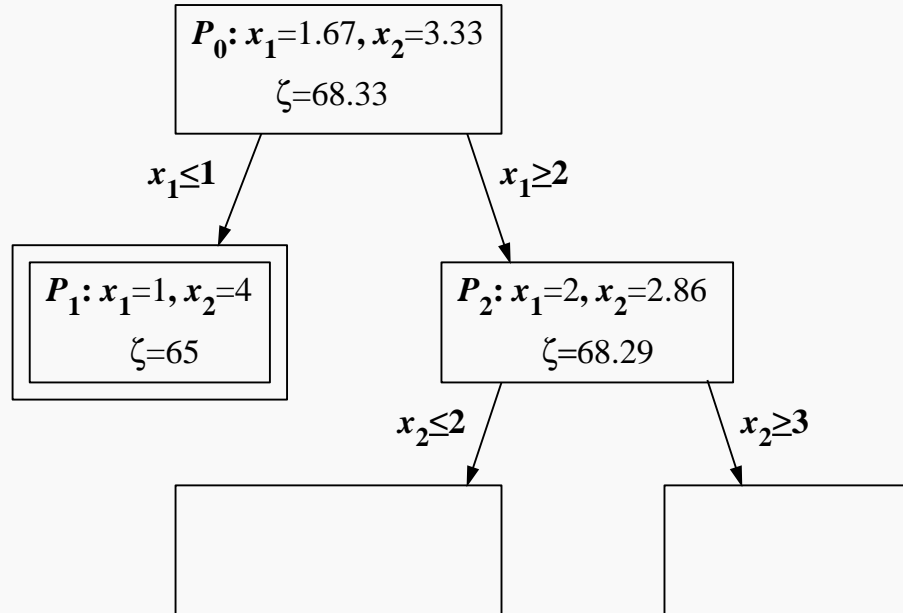 P0: x1=1.67, x2=3.33
ζ=68.33
x1≤1
x1≥2
P1: x1=1, x2=4
ζ=65
P2: x1=2, x2=2.86
ζ=68.29
x2≤2
x2≥3